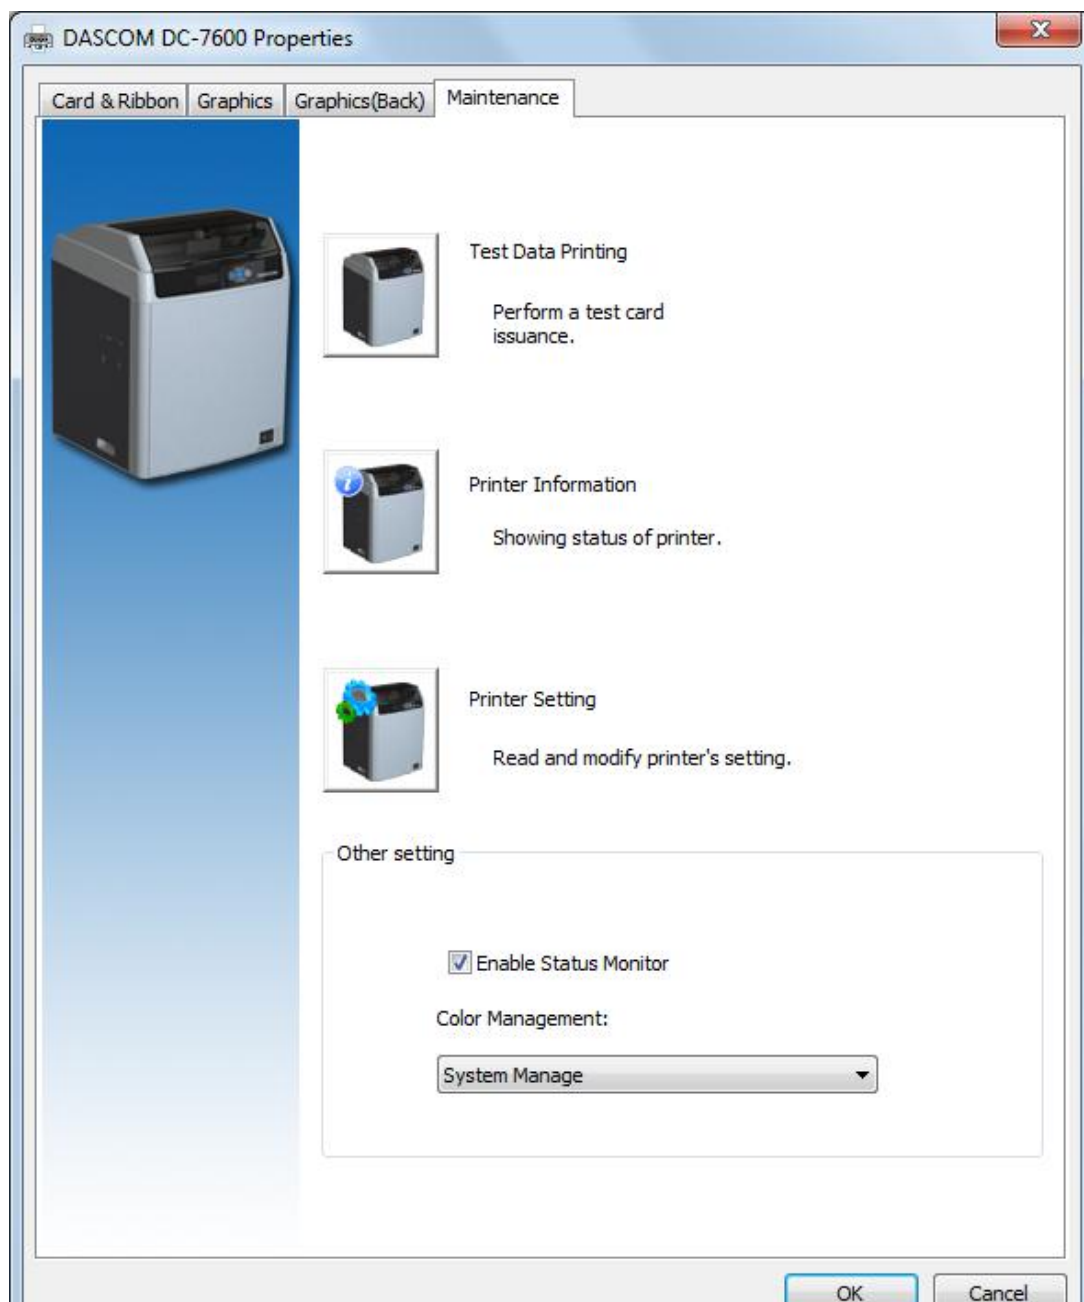 DASCOM DC-7600 Properties
Card & Ribbon
Graphics
Graphics(Back)
Maintenance
Test Data Printing
Perform a test card
issuance.
Printer Information
Showing status of printer.
Printer Setting
Read and modify printer's setting.
Other setting
Enable Status Monitor
Color Management:
System Manage
OK
Cancel